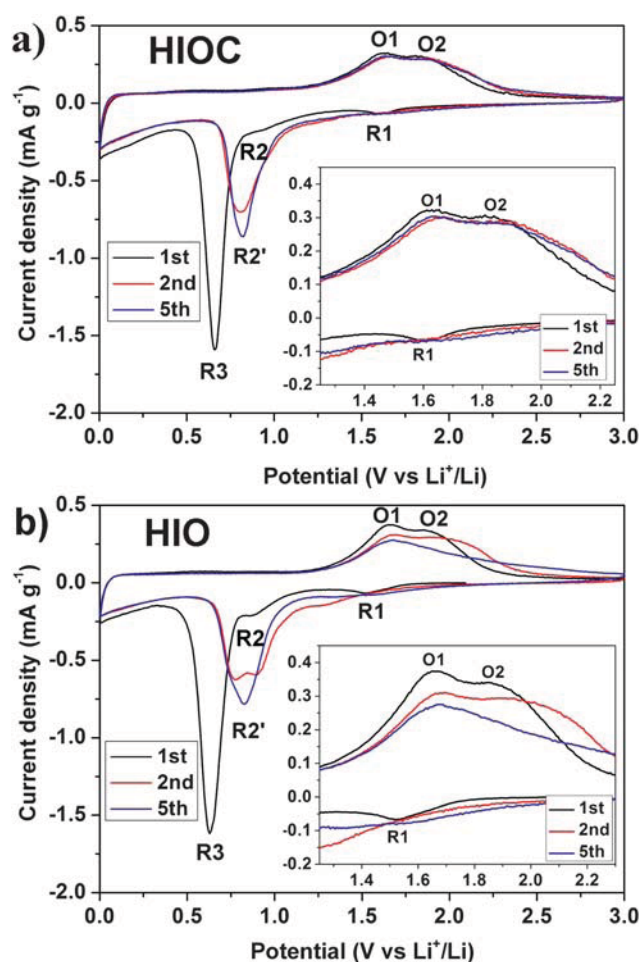 a)
HIOC
O1 O2
R1
R2
R2'
R3
1st
2nd
5th
0.5
0.0
-0.5
-1.0
-1.5
-2.0
Current density (mA g⁻¹)
0.0 0.5 1.0 1.5 2.0 2.5 3.0
Potential (V vs Li⁺/Li)
0.4
0.3
0.2
0.1
0.0
-0.1
-0.2
O1 O2
R1
1st
2nd
5th
1.4 1.6 1.8 2.0 2.2
b)
HIO
O1 O2
R1
R2
R2'
R3
1st
2nd
5th
0.5
0.0
-0.5
-1.0
-1.5
-2.0
Current density (mA g⁻¹)
0.0 0.5 1.0 1.5 2.0 2.5 3.0
Potential (V vs Li⁺/Li)
0.4
0.3
0.2
0.1
0.0
-0.1
-0.2
O1 O2
R1
1st
2nd
5th
1.4 1.6 1.8 2.0 2.2